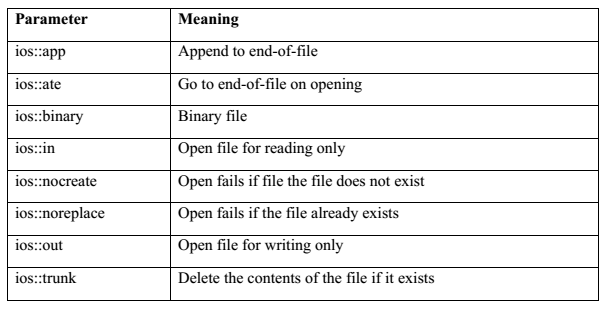 Parameter Meaning
ios::app Append to end-of-file
ios::ate Go to end-of-file on opening
ios::binary Binary file
ios::in Open file for reading only
ios::nocreate Open fails if file the file does not exist
ios::noreplace Open fails if the file already exists
ios::out Open file for writing only
ios::trunk Delete the contents of the file if it exists